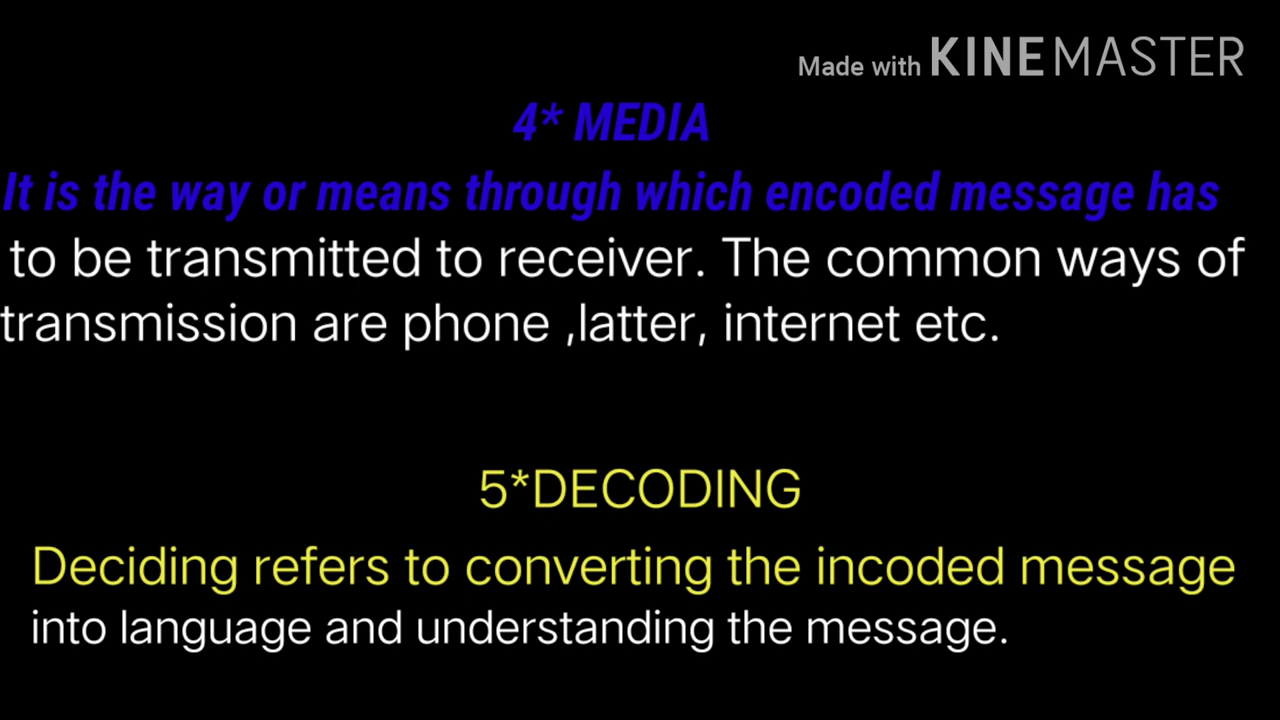 Made with KINEMASTER
4* MEDIA
It is the way or means through which encoded message has
to be transmitted to receiver. The common ways of
transmission are phone ,latter, internet etc.
5*DECODING
Deciding refers to converting the incoded message
into language and understanding the message.